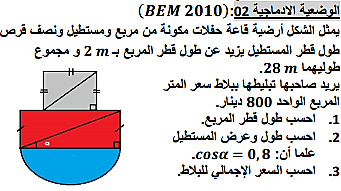 الوضعية الادماجية 02:(BEM 2010)
يمثل الشكل أرضية قاعة حفلات مكونة من مربع ومستطيل ونصف قرص
طول قطر المستطيل يزيد عن طول قطر المربع بـ 2 m و مجموع
طوليهما 28 m.
يريد صاحبها تبليطها ببلاط سعر المتر
المربع الواحد 800 دينار.
1. احسب طول قطر المربع.
2. احسب طول وعرض المستطيل
علما أن: cosα = 0,8.
3. احسب السعر الإجمالي للبلاط.
α